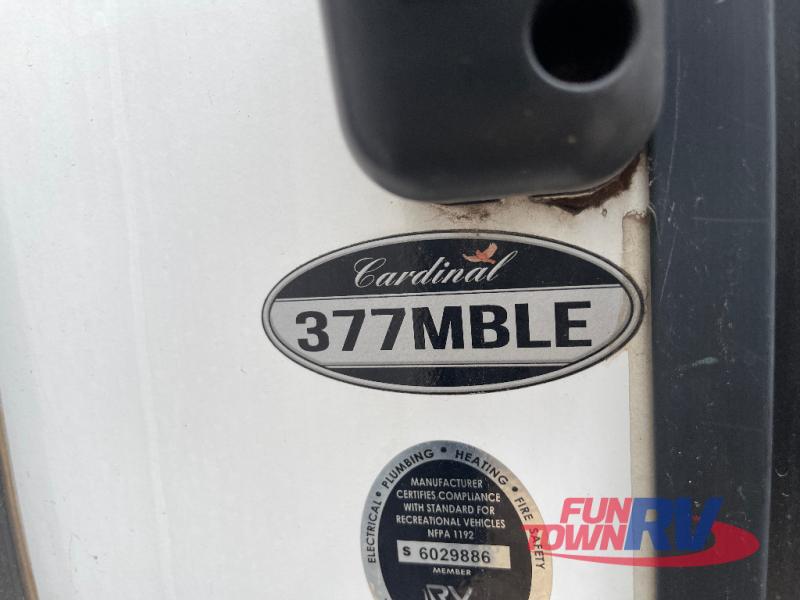 Cardinal
377MBLE
ELECTRICAL • PLUMBING • HEATING • FIRE SAFETY
MANUFACTURER
CERTIFIES COMPLIANCE
WITH STANDARD FOR
RECREATIONAL VEHICLES
NFPA 1192
S 6029886
MEMBER
RV
FUN
TOWN RV